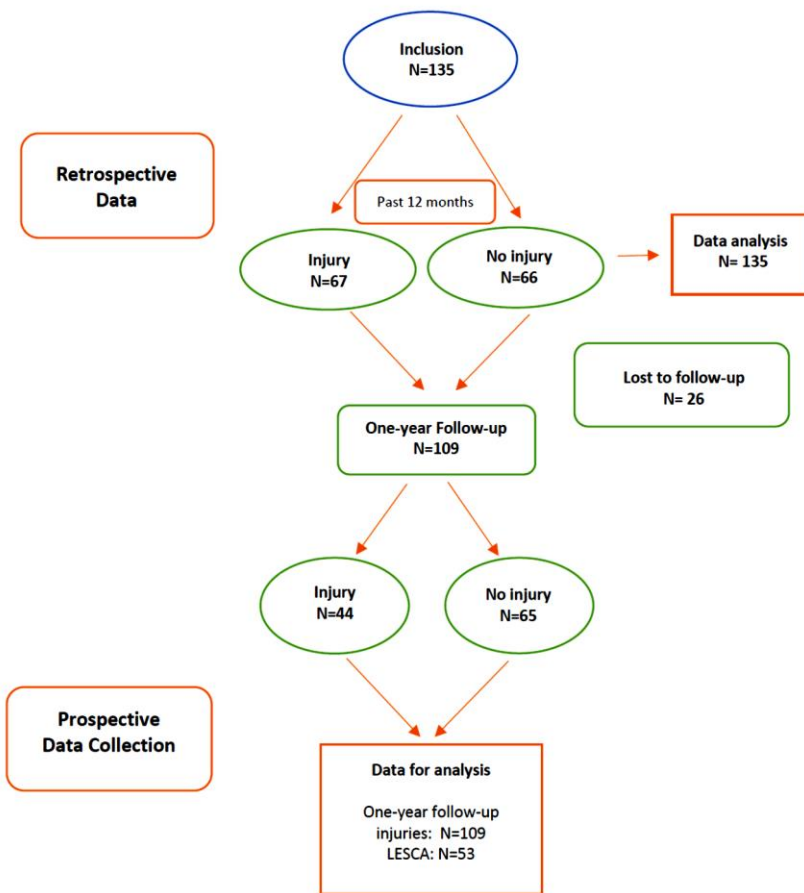 Inclusion
N=135
Retrospective
Data
Past 12 months
Injury
N=67
No injury
N=66
Data analysis
N= 135
Lost to follow-up
N= 26
One-year Follow-up
N=109
Injury
N=44
No injury
N=65
Prospective
Data Collection
Data for analysis
One-year follow-up
injuries: N=109
LESCA: N=53